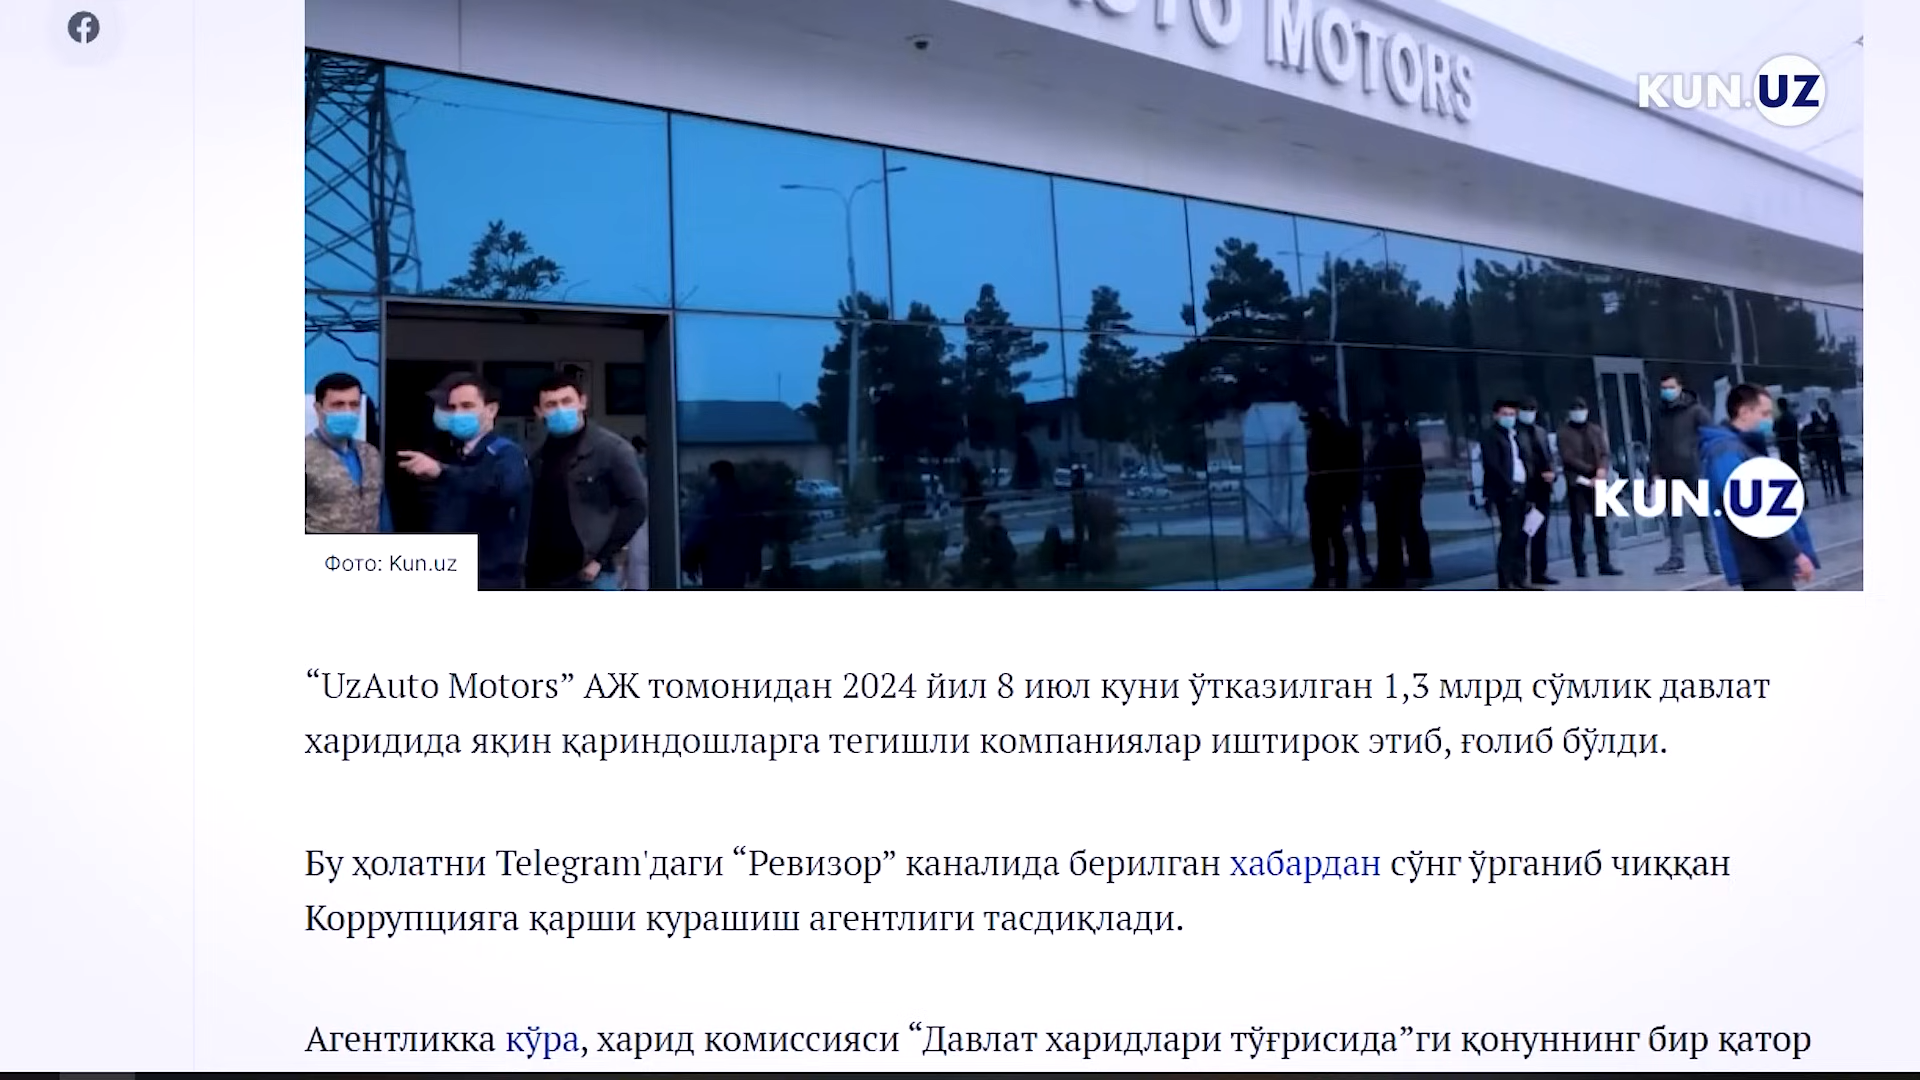 MOTORS
KUN.UZ
KUN.UZ
Фото: Kun.uz
“UzAuto Motors” АЖ томонидан 2024 йил 8 июл куни ўтказилган 1,3 млрд сўмлик давлат
харидида яқин қариндошларга тегишли компаниялар иштирок этиб, ғолиб бўлди.
Бу ҳолатни Telegram'даги “Ревизор” каналида берилган хабардан сўнг ўрганиб чиққан
Коррупцияга қарши курашиш агентлиги тасдиқлади.
Агентликка кўра, харид комиссияси “Давлат харидлари тўғрисида”ги қонуннинг бир қатор